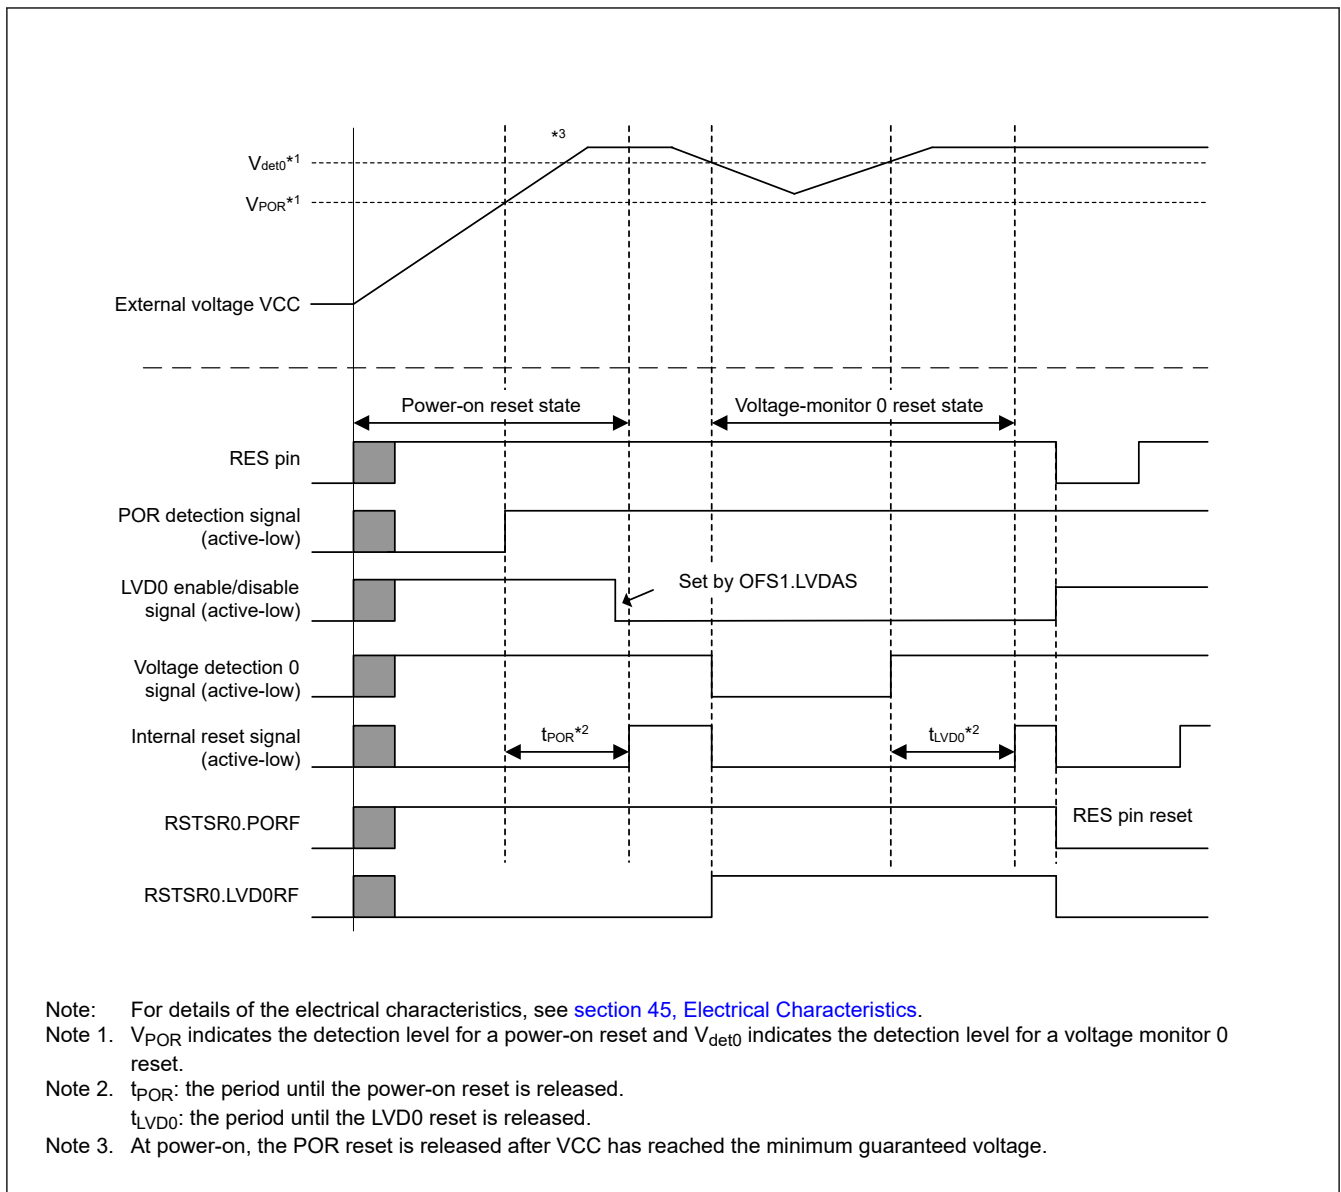 *3
Vdet0*1
VPOR*1
External voltage VCC
Power-on reset state
Voltage-monitor 0 reset state
RES pin
POR detection signal
(active-low)
LVD0 enable/disable
signal (active-low)
Set by OFS1.LVDAS
Voltage detection 0
signal (active-low)
Internal reset signal
(active-low)
tPOR*2
tLVD0*2
RSTSR0.PORF
RES pin reset
RSTSR0.LVD0RF
Note: For details of the electrical characteristics, see section 45, Electrical Characteristics.
Note 1. VPOR indicates the detection level for a power-on reset and Vdet0 indicates the detection level for a voltage monitor 0
reset.
Note 2. tPOR: the period until the power-on reset is released.
tLVD0: the period until the LVD0 reset is released.
Note 3. At power-on, the POR reset is released after VCC has reached the minimum guaranteed voltage.